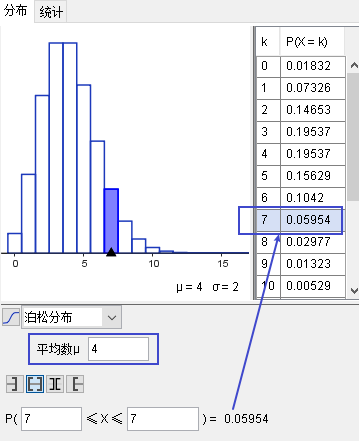 分布 统计
k P(X = k)
0 0.01832
1 0.07326
2 0.14653
3 0.19537
4 0.19537
5 0.15629
6 0.1042
7 0.05954
8 0.02977
9 0.01323
10 0.00529
0 5 10 15
μ = 4 σ = 2
泊松分布
平均数μ 4
P( 7 ≤ X ≤ 7 ) = 0.05954